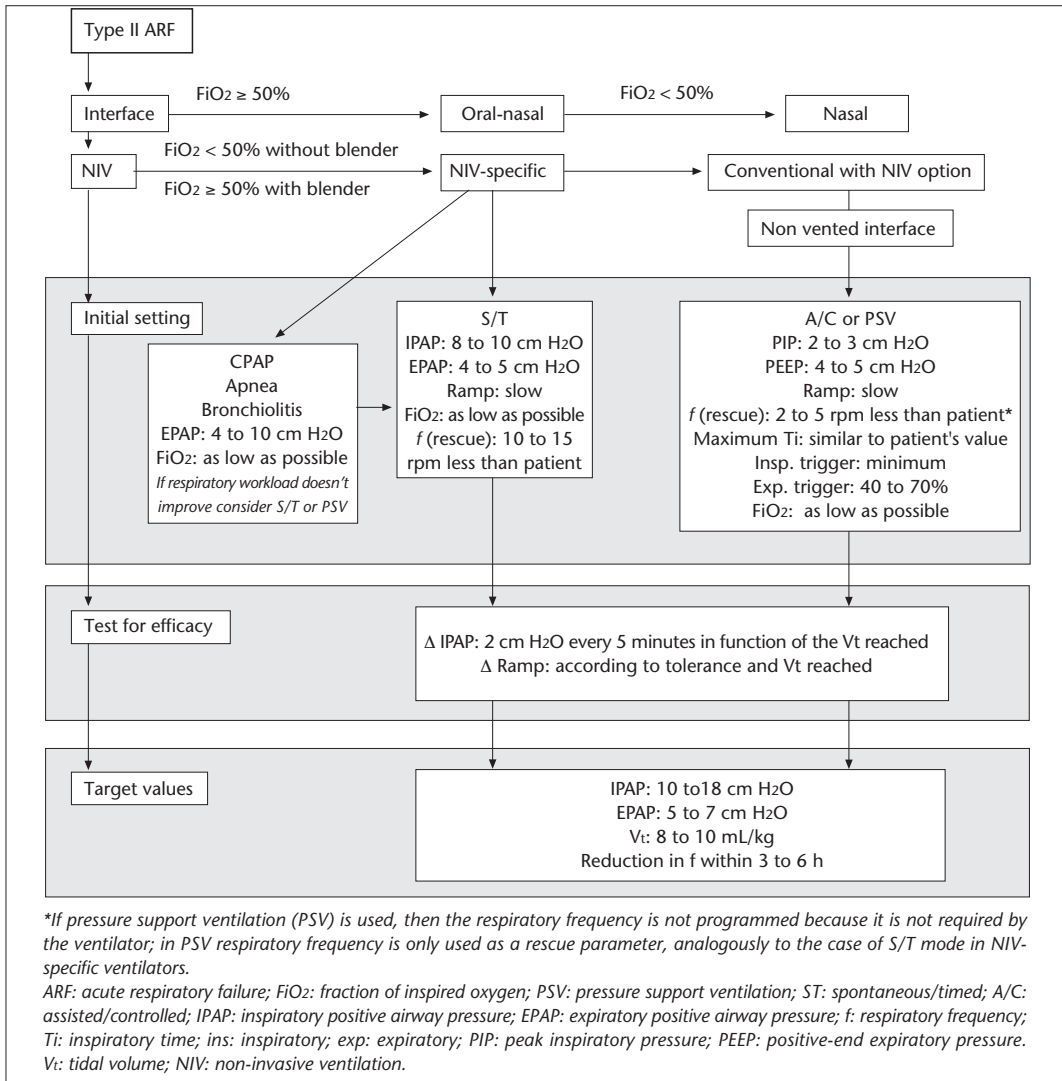 Type II ARF
FiO2 ≥ 50%
FiO2 < 50%
Interface
Oral-nasal
Nasal
FiO2 < 50% without blender
NIV
NIV-specific
Conventional with NIV option
FiO2 ≥ 50% with blender
Non vented interface
Initial setting
CPAP
Apnea
Bronchiolitis
EPAP: 4 to 10 cm H2O
FiO2: as low as possible
If respiratory workload doesn't
improve consider S/T or PSV
S/T
IPAP: 8 to 10 cm H2O
EPAP: 4 to 5 cm H2O
Ramp: slow
FiO2: as low as possible
f (rescue): 10 to 15
rpm less than patient
A/C or PSV
PIP: 2 to 3 cm H2O
PEEP: 4 to 5 cm H2O
Ramp: slow
f (rescue): 2 to 5 rpm less than patient*
Maximum Ti: similar to patient's value
Insp. trigger: minimum
Exp. trigger: 40 to 70%
FiO2: as low as possible
Test for efficacy
Δ IPAP: 2 cm H2O every 5 minutes in function of the Vt reached
Δ Ramp: according to tolerance and Vt reached
Target values
IPAP: 10 to18 cm H2O
EPAP: 5 to 7 cm H2O
Vt: 8 to 10 mL/kg
Reduction in f within 3 to 6 h
*If pressure support ventilation (PSV) is used, then the respiratory frequency is not programmed because it is not required by
the ventilator; in PSV respiratory frequency is only used as a rescue parameter, analogously to the case of S/T mode in NIV-
specific ventilators.
ARF: acute respiratory failure; FiO2: fraction of inspired oxygen; PSV: pressure support ventilation; ST: spontaneous/timed; A/C:
assisted/controlled; IPAP: inspiratory positive airway pressure; EPAP: expiratory positive airway pressure; f: respiratory frequency;
Ti: inspiratory time; ins: inspiratory; exp: expiratory; PIP: peak inspiratory pressure; PEEP: positive-end expiratory pressure.
Vt: tidal volume; NIV: non-invasive ventilation.